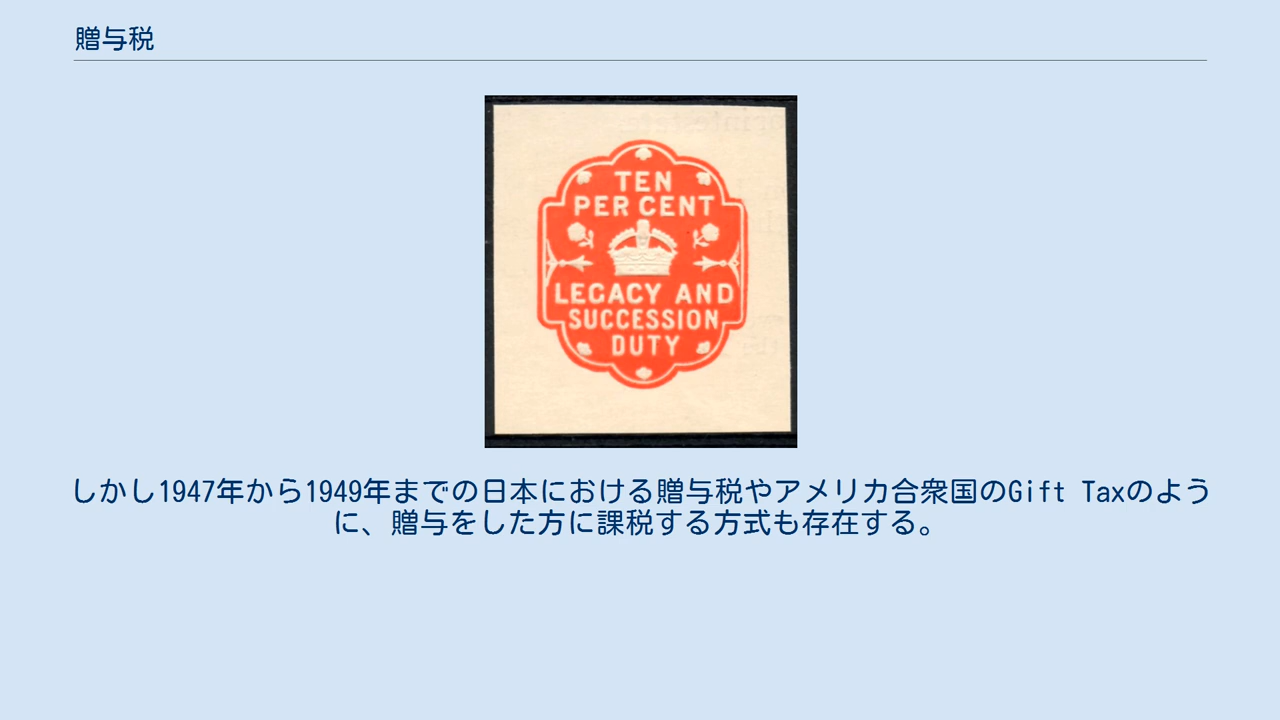 贈与税
TEN
PER CENT
LEGACY AND
SUCCESSION
DUTY
しかし1947年から1949年までの日本における贈与税やアメリカ合衆国のGift Taxのよう
に、贈与をした方に課税する方式も存在する。